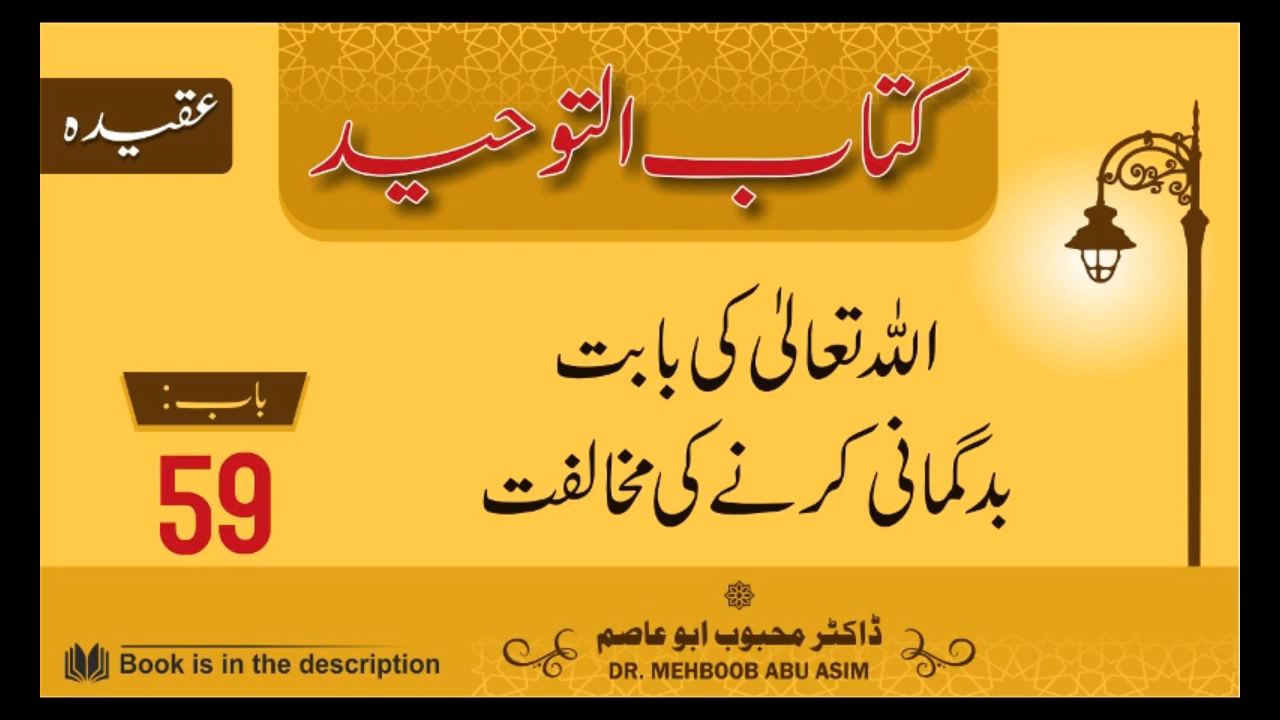 عقیدہ
کتاب التوحید
اللہ تعالیٰ کی بابت
بدگمانی کرنے کی مخالفت
باب:
59
ڈاکٹر محبوب ابو عاصم
DR. MEHBOOB ABU ASIM
Book is in the description